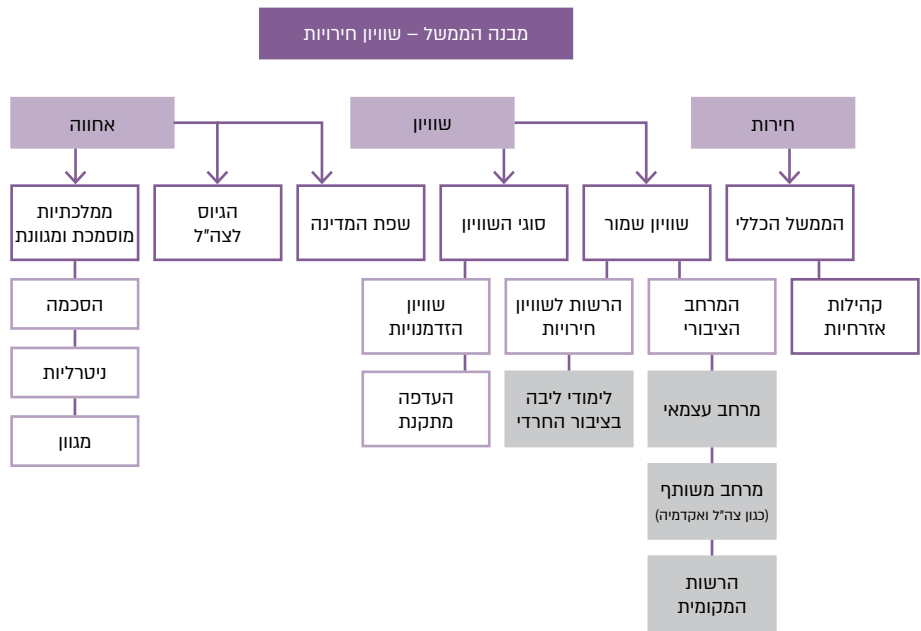 מבנה הממשל – שוויון חירויות
חירות
שוויון
אחווה
הממשל הכללי
שוויון שמור
סוגי השוויון
שפת המדינה
הגיוס
לצה"ל
ממלכתיות
מוסמכת ומגוונת
קהילות
אזרחיות
המרחב
הציבורי
הרשות לשוויון
חירויות
שוויון
הזדמנויות
הסכמה
מרחב עצמאי
לימודי ליבה
בציבור החרדי
העדפה
מתקנת
ניטרליות
מגוון
מרחב משותף
(כגון צה"ל ואקדמיה)
הרשות
המקומית